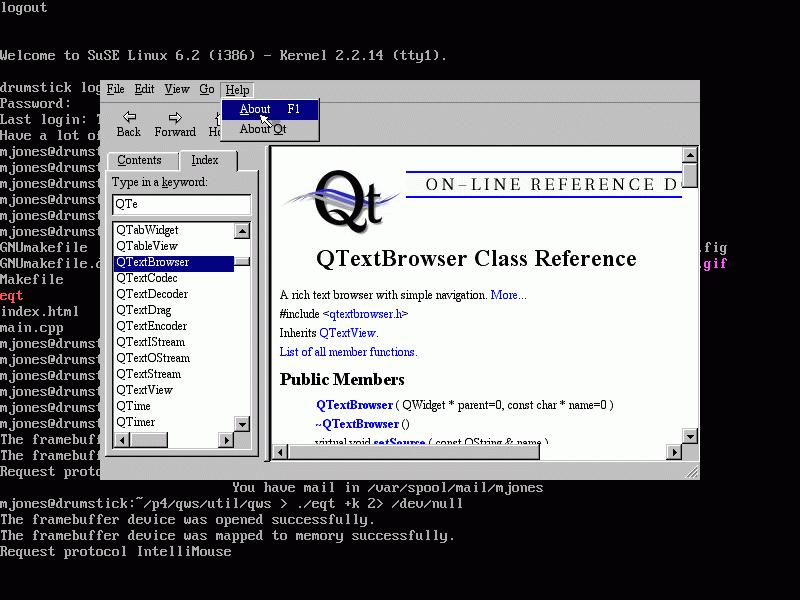 logout
Welcome to SuSE Linux 6.2 (i386) - Kernel 2.2.14 (tty1).
drumstick log
Password:
Last login: T
Have a lot of
mjones@drumst
mjones@drumst
mjones@drumst
mjones@drumst
mjones@drumst
mjones@drumst
GNUmakefile
.fig
GNUmakefile.d
.gif
Makefile
eqt
index.html
main.cpp
mjones@drumst
mjones@drumst
mjones@drumst
mjones@drumst
mjones@drumst
mjones@drumst
The framebuff
The framebuff
Request proto
File Edit View Go Help
About F1
About Qt
Back Forward Ho
Contents Index
Type in a keyword:
QTe
QTabWidget
QTableView
QTextBrowser
QTextCodec
QTextDecoder
QTextDrag
QTextEncoder
QTextIStream
QTextOStream
QTextStream
QTextView
QTime
QTimer
Qt
ON-LINE REFERENCE D
QTextBrowser Class Reference
A rich text browser with simple navigation. More...
#include <qtextbrowser.h>
Inherits QTextView.
List of all member functions.
Public Members
QTextBrowser ( QWidget * parent=0, const char * name=0 )
~QTextBrowser ()
virtual void setSource ( const QString & name )
You have mail in /var/spool/mail/mjones
mjones@drumstick:~/p4/qws/util/qws > ./eqt +k 2> /dev/null
The framebuffer device was opened successfully.
The framebuffer device was mapped to memory successfully.
Request protocol IntelliMouse